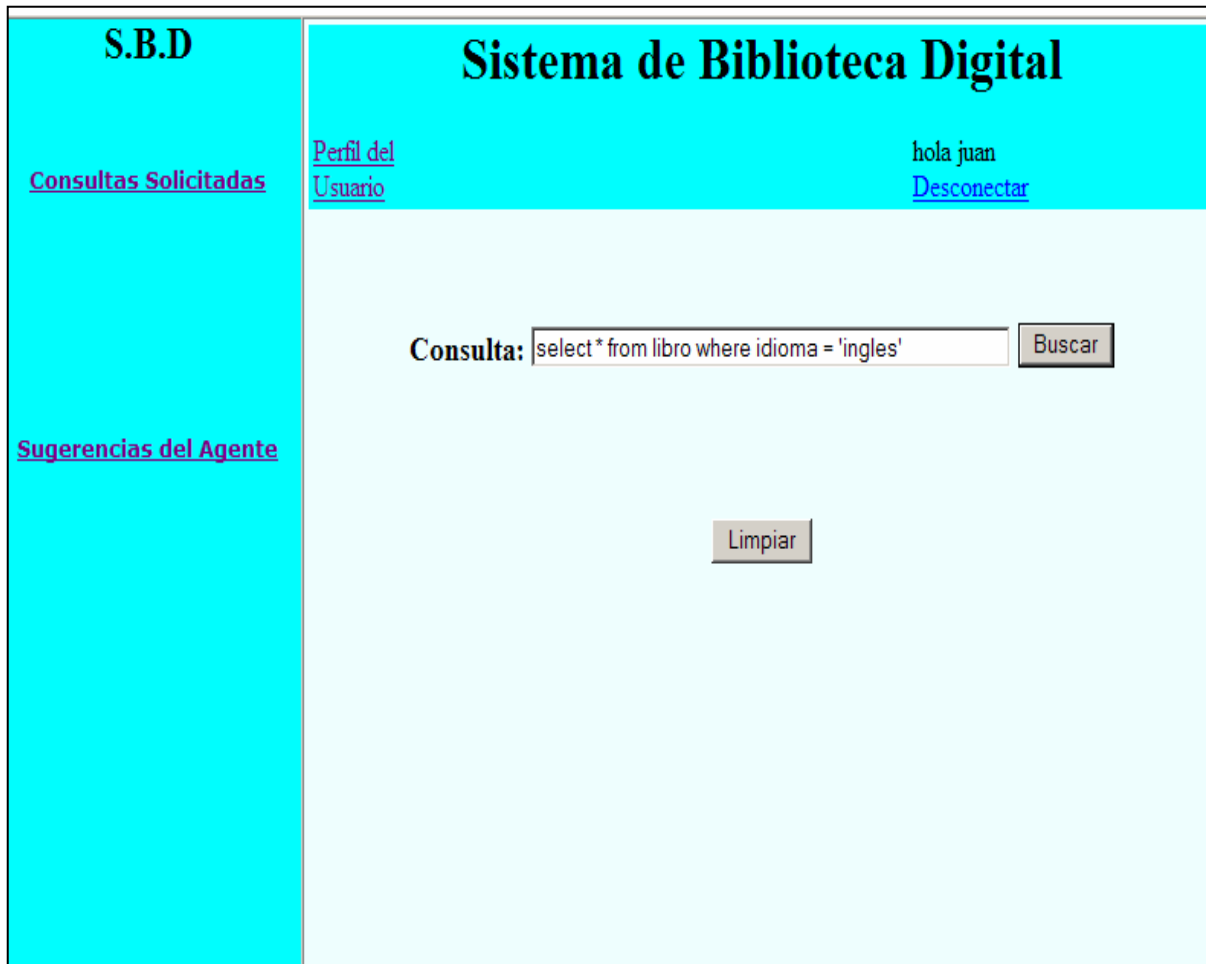 S.B.D
Consultas Solicitadas
Sugerencias del Agente
Sistema de Biblioteca Digital
Perfil del
Usuario
hola juan
Desconectar
Consulta: select * from libro where idioma = 'ingles' Buscar
Limpiar